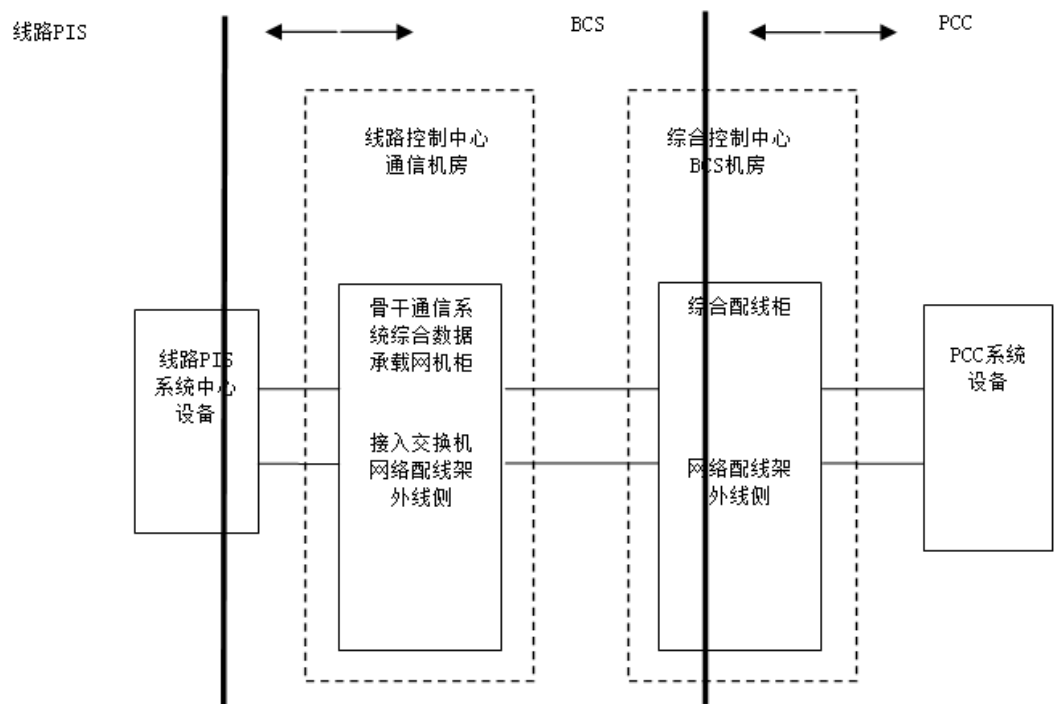 线路PIS
BCS
PCC
线路控制中心
通信机房
综合控制中心
BCS机房
线路PIS
系统中心
设备
骨干通信系
统综合数据
承载网机柜
接入交换机
网络配线架
外线侧
综合配线柜
网络配线架
外线侧
PCC系统
设备